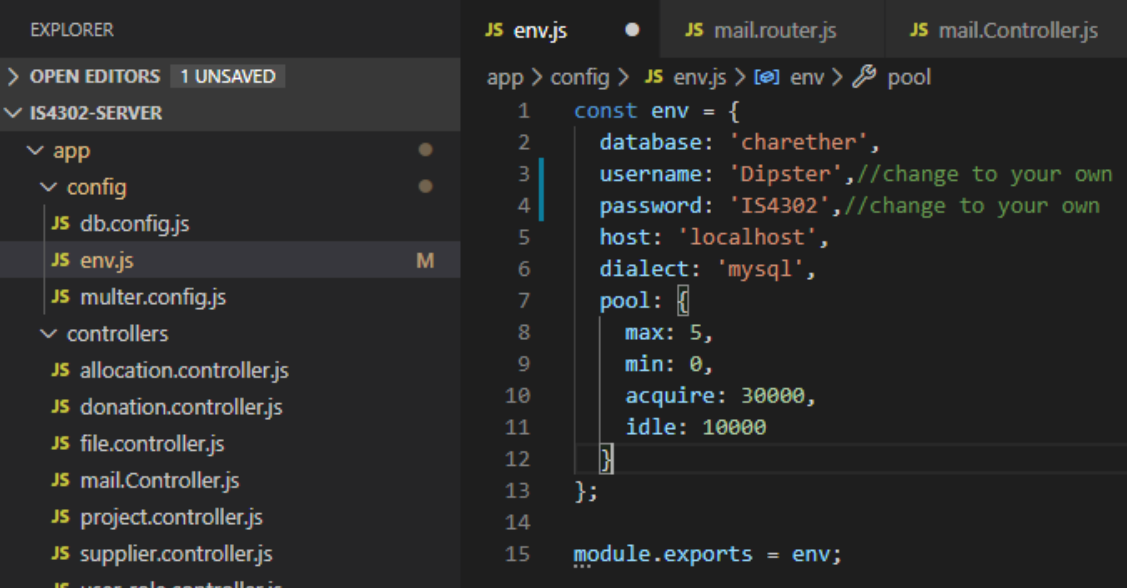 EXPLORER
OPEN EDITORS 1 UNSAVED
IS4302-SERVER
app
config
JS db.config.js
JS env.js M
JS multer.config.js
controllers
JS allocation.controller.js
JS donation.controller.js
JS file.controller.js
JS mail.Controller.js
JS project.controller.js
JS supplier.controller.js
JS env.js JS mail.router.js JS mail.Controller.js
app > config > JS env.js > env > pool
1 const env = {
2 database: 'charether',
3 username: 'Dipster',//change to your own
4 password: 'IS4302',//change to your own
5 host: 'localhost',
6 dialect: 'mysql',
7 pool: {
8 max: 5,
9 min: 0,
10 acquire: 30000,
11 idle: 10000
12 }
13 };
14
15 module.exports = env;